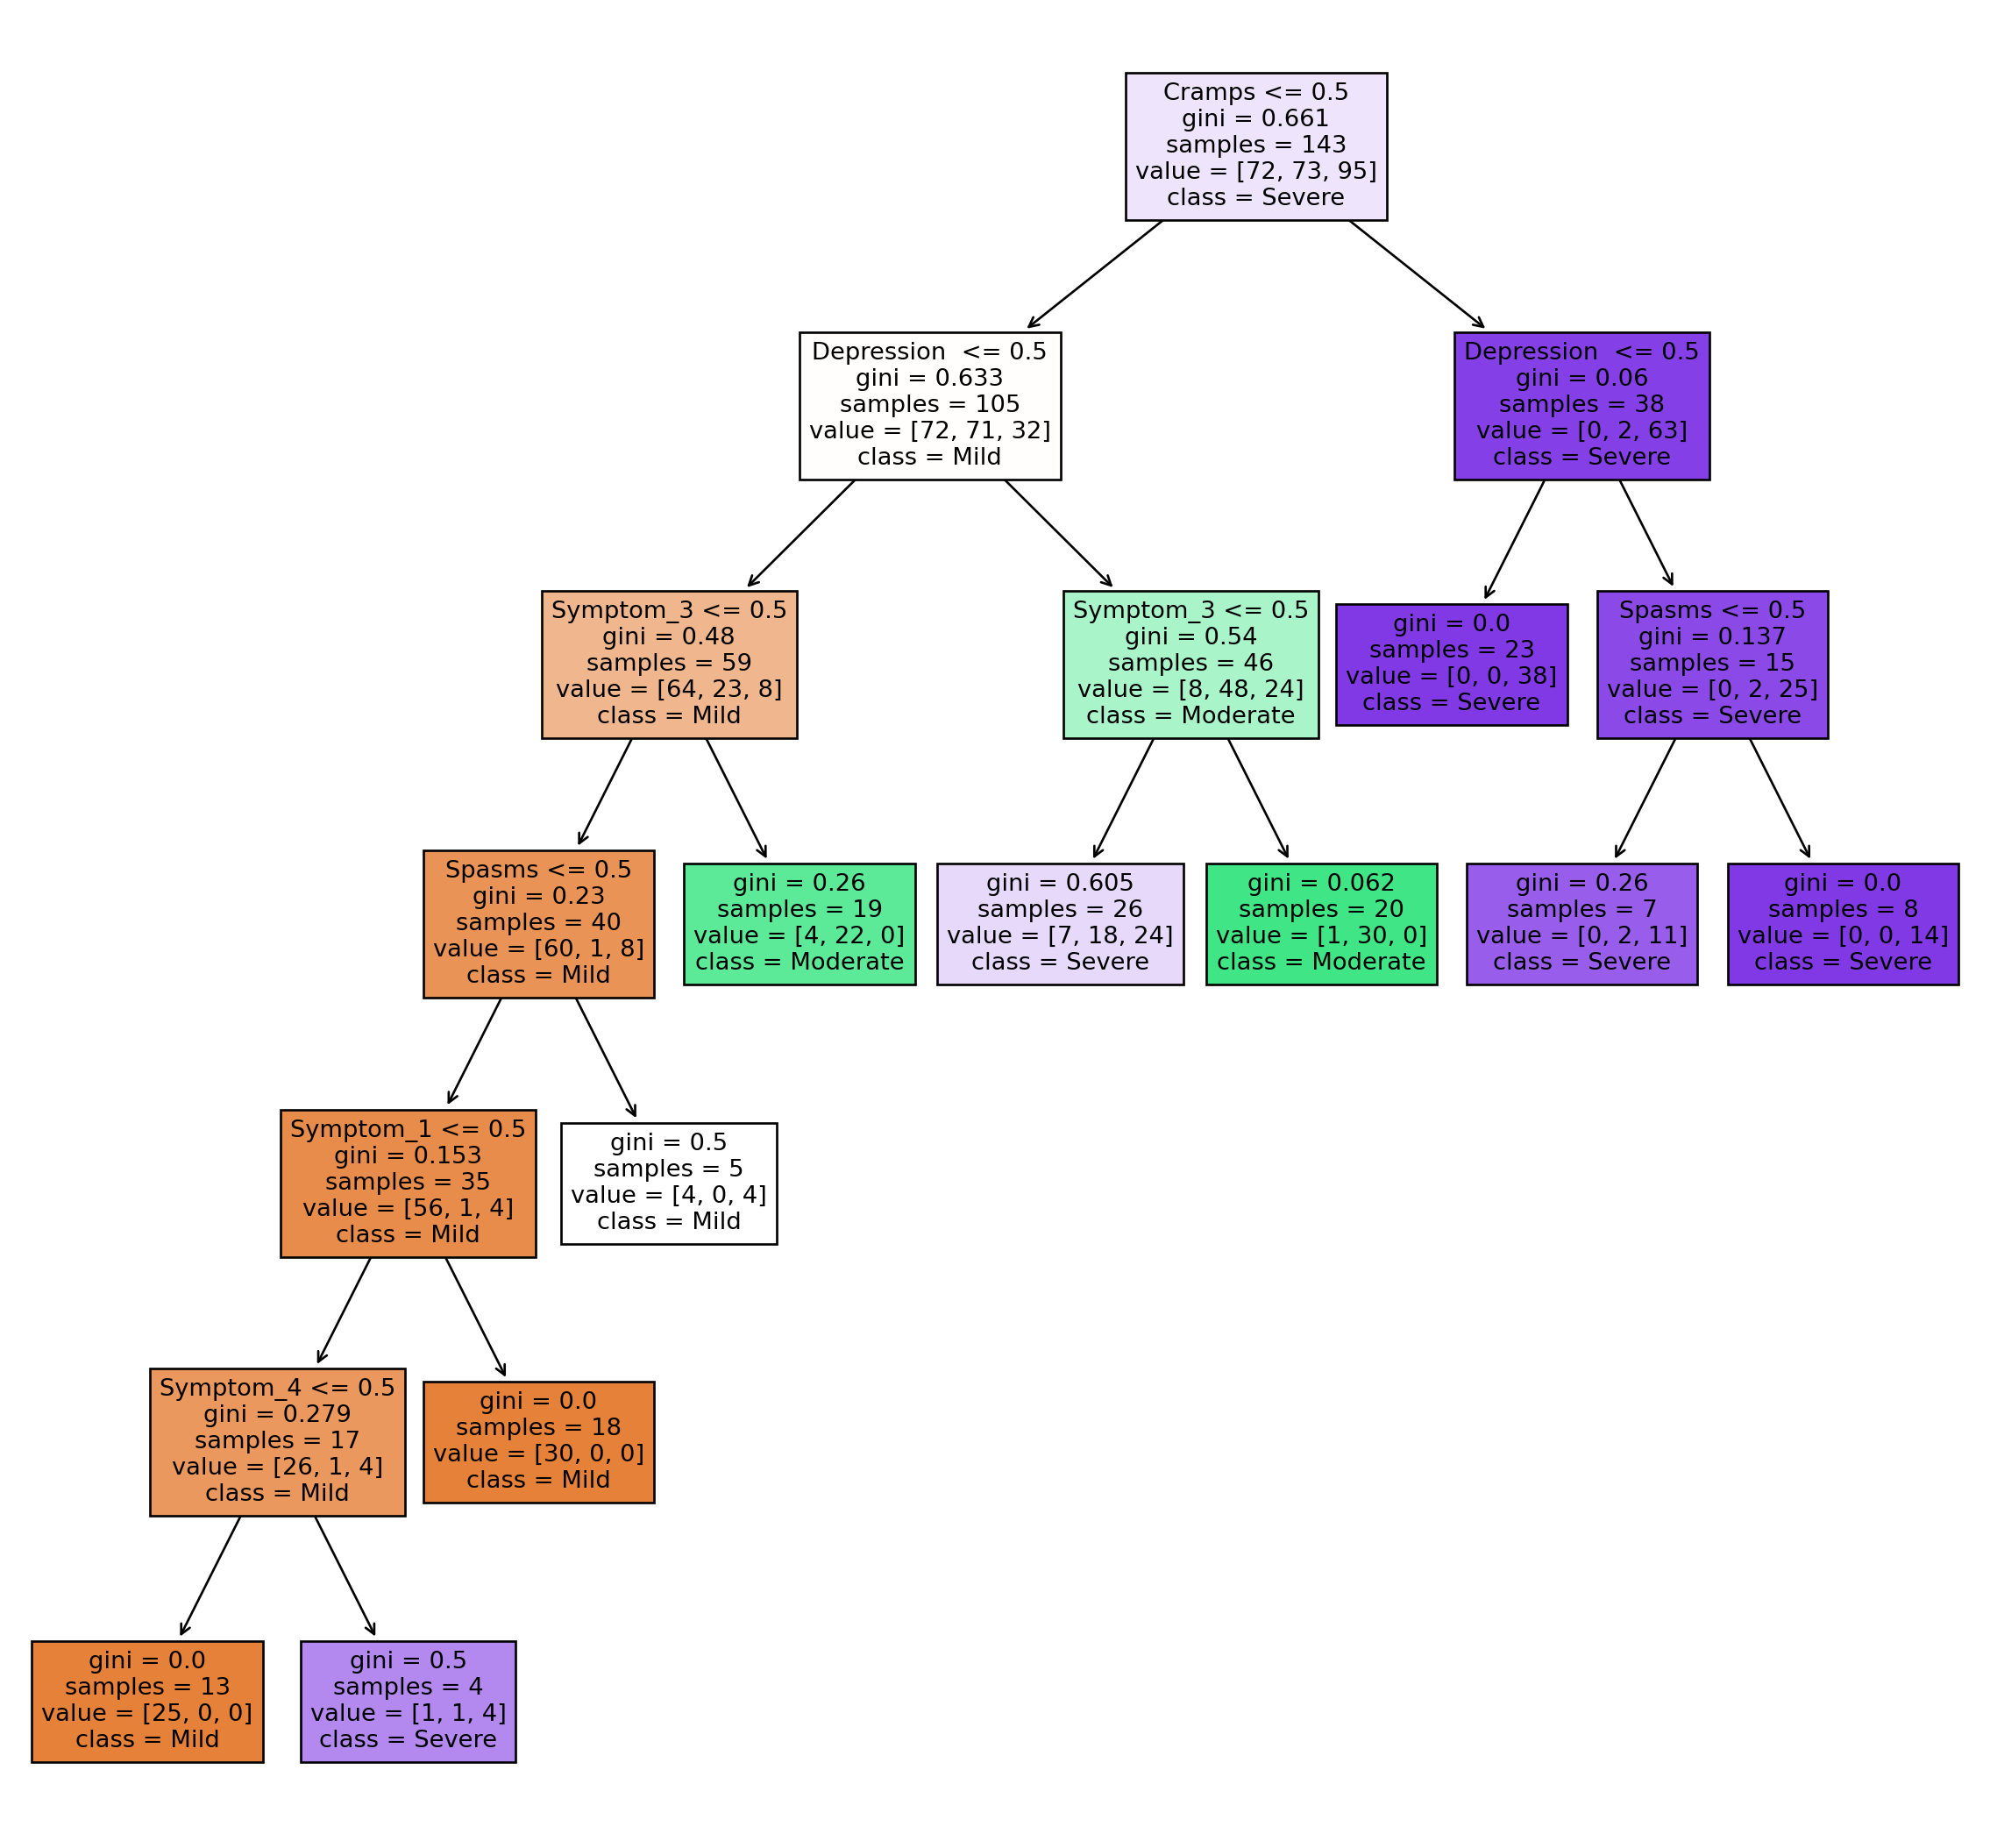 Cramps <= 0.5
gini = 0.661
samples = 143
value = [72, 73, 95]
class = Severe
Depression  <= 0.5
gini = 0.633
samples = 105
value = [72, 71, 32]
class = Mild
Depression  <= 0.5
gini = 0.06
samples = 38
value = [0, 2, 63]
class = Severe
Symptom_3 <= 0.5
gini = 0.48
samples = 59
value = [64, 23, 8]
class = Mild
Symptom_3 <= 0.5
gini = 0.54
samples = 46
value = [8, 48, 24]
class = Moderate
gini = 0.0
samples = 23
value = [0, 0, 38]
class = Severe
Spasms <= 0.5
gini = 0.137
samples = 15
value = [0, 2, 25]
class = Severe
Spasms <= 0.5
gini = 0.23
samples = 40
value = [60, 1, 8]
class = Mild
gini = 0.26
samples = 19
value = [4, 22, 0]
class = Moderate
gini = 0.605
samples = 26
value = [7, 18, 24]
class = Severe
gini = 0.062
samples = 20
value = [1, 30, 0]
class = Moderate
gini = 0.26
samples = 7
value = [0, 2, 11]
class = Severe
gini = 0.0
samples = 8
value = [0, 0, 14]
class = Severe
Symptom_1 <= 0.5
gini = 0.153
samples = 35
value = [56, 1, 4]
class = Mild
gini = 0.5
samples = 5
value = [4, 0, 4]
class = Mild
Symptom_4 <= 0.5
gini = 0.279
samples = 17
value = [26, 1, 4]
class = Mild
gini = 0.0
samples = 18
value = [30, 0, 0]
class = Mild
gini = 0.0
samples = 13
value = [25, 0, 0]
class = Mild
gini = 0.5
samples = 4
value = [1, 1, 4]
class = Severe